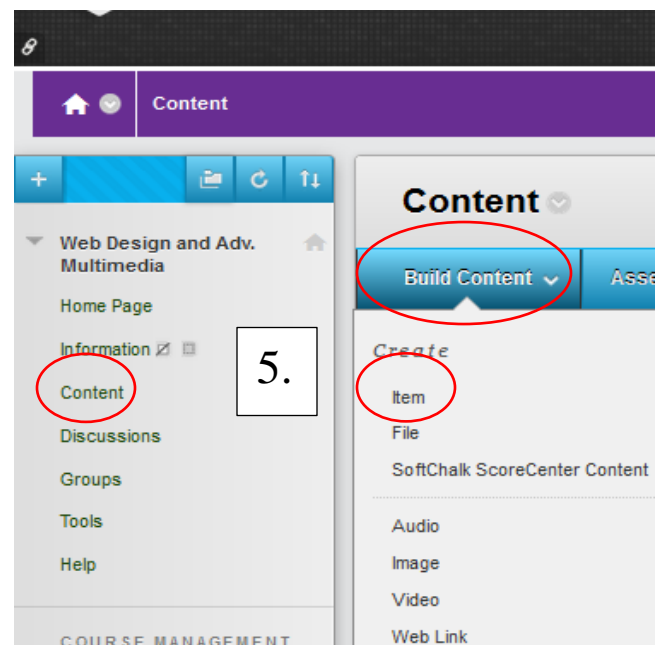 Content
Web Design and Adv.
Multimedia
Home Page
Information
Content
Discussions
Groups
Tools
Help
COURSE MANAGEMENT
5.
Content
Build Content
Asse
Create
Item
File
SoftChalk ScoreCenter Content
Audio
Image
Video
Web Link